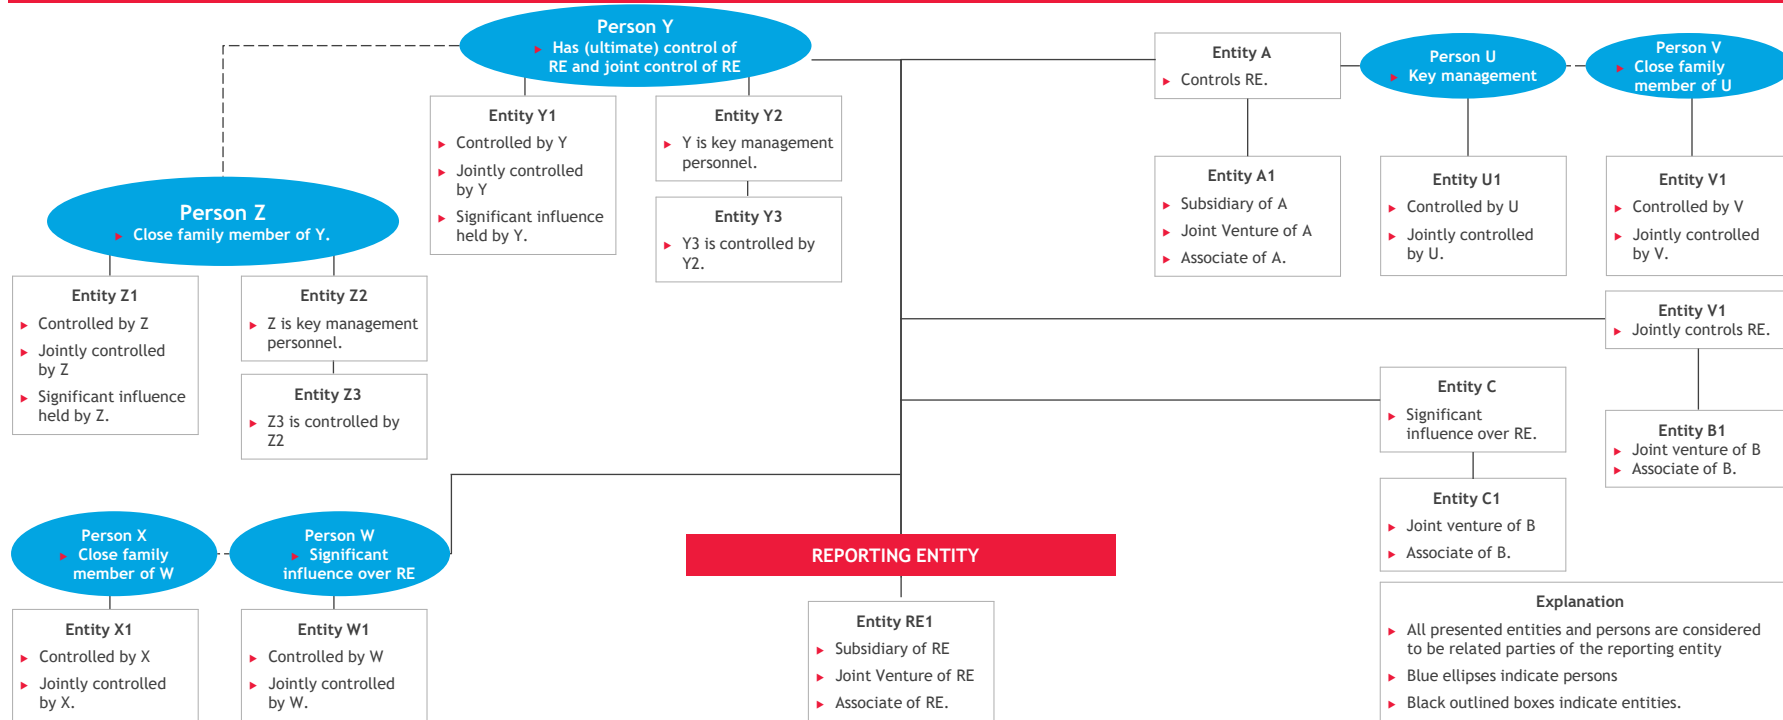 Person Y
► Has (ultimate) control of
RE and joint control of RE
Entity A
► Controls RE.
Person U
► Key management
Person V
► Close family
member of U
Entity Y1
► Controlled by Y
► Jointly controlled
by Y
► Significant influence
held by Y.
Entity Y2
► Y is key management
personnel.
Entity Y3
► Y3 is controlled by
Y2.
Entity A1
► Subsidiary of A
► Joint Venture of A
► Associate of A.
Entity U1
► Controlled by U
► Jointly controlled
by U.
Entity V1
► Controlled by V
► Jointly controlled
by V.
Person Z
► Close family member of Y.
Entity Z1
► Controlled by Z
► Jointly controlled
by Z
► Significant influence
held by Z.
Entity Z2
► Z is key management
personnel.
Entity Z3
► Z3 is controlled by
Z2
Entity V1
► Jointly controls RE.
Entity C
► Significant
influence over RE.
Entity B1
► Joint venture of B
► Associate of B.
Entity C1
► Joint venture of B
► Associate of B.
Person X
► Close family
member of W
Person W
► Significant
influence over RE
REPORTING ENTITY
Entity X1
► Controlled by X
► Jointly controlled
by X.
Entity W1
► Controlled by W
► Jointly controlled
by W.
Entity RE1
► Subsidiary of RE
► Joint Venture of RE
► Associate of RE.
Explanation
► All presented entities and persons are considered
to be related parties of the reporting entity
► Blue ellipses indicate persons
► Black outlined boxes indicate entities.